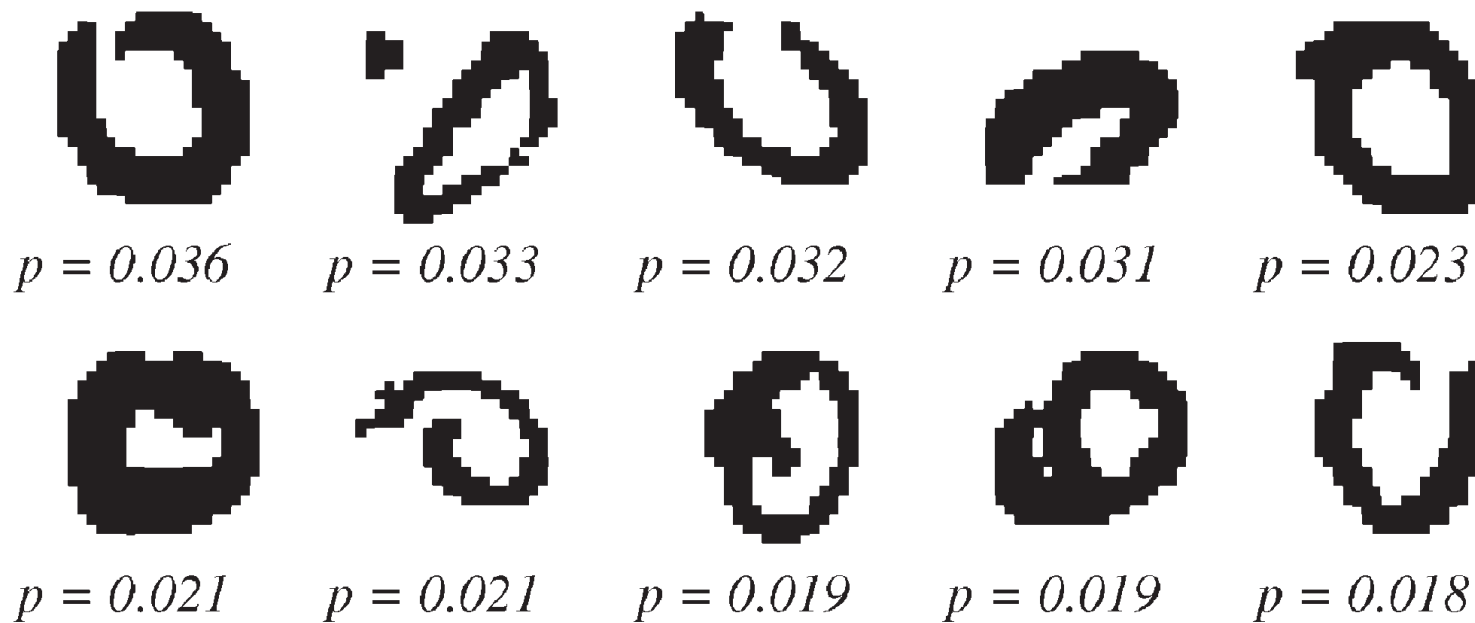 p = 0.036 p = 0.033 p = 0.032 p = 0.031 p = 0.023
p = 0.021 p = 0.021 p = 0.019 p = 0.019 p = 0.018